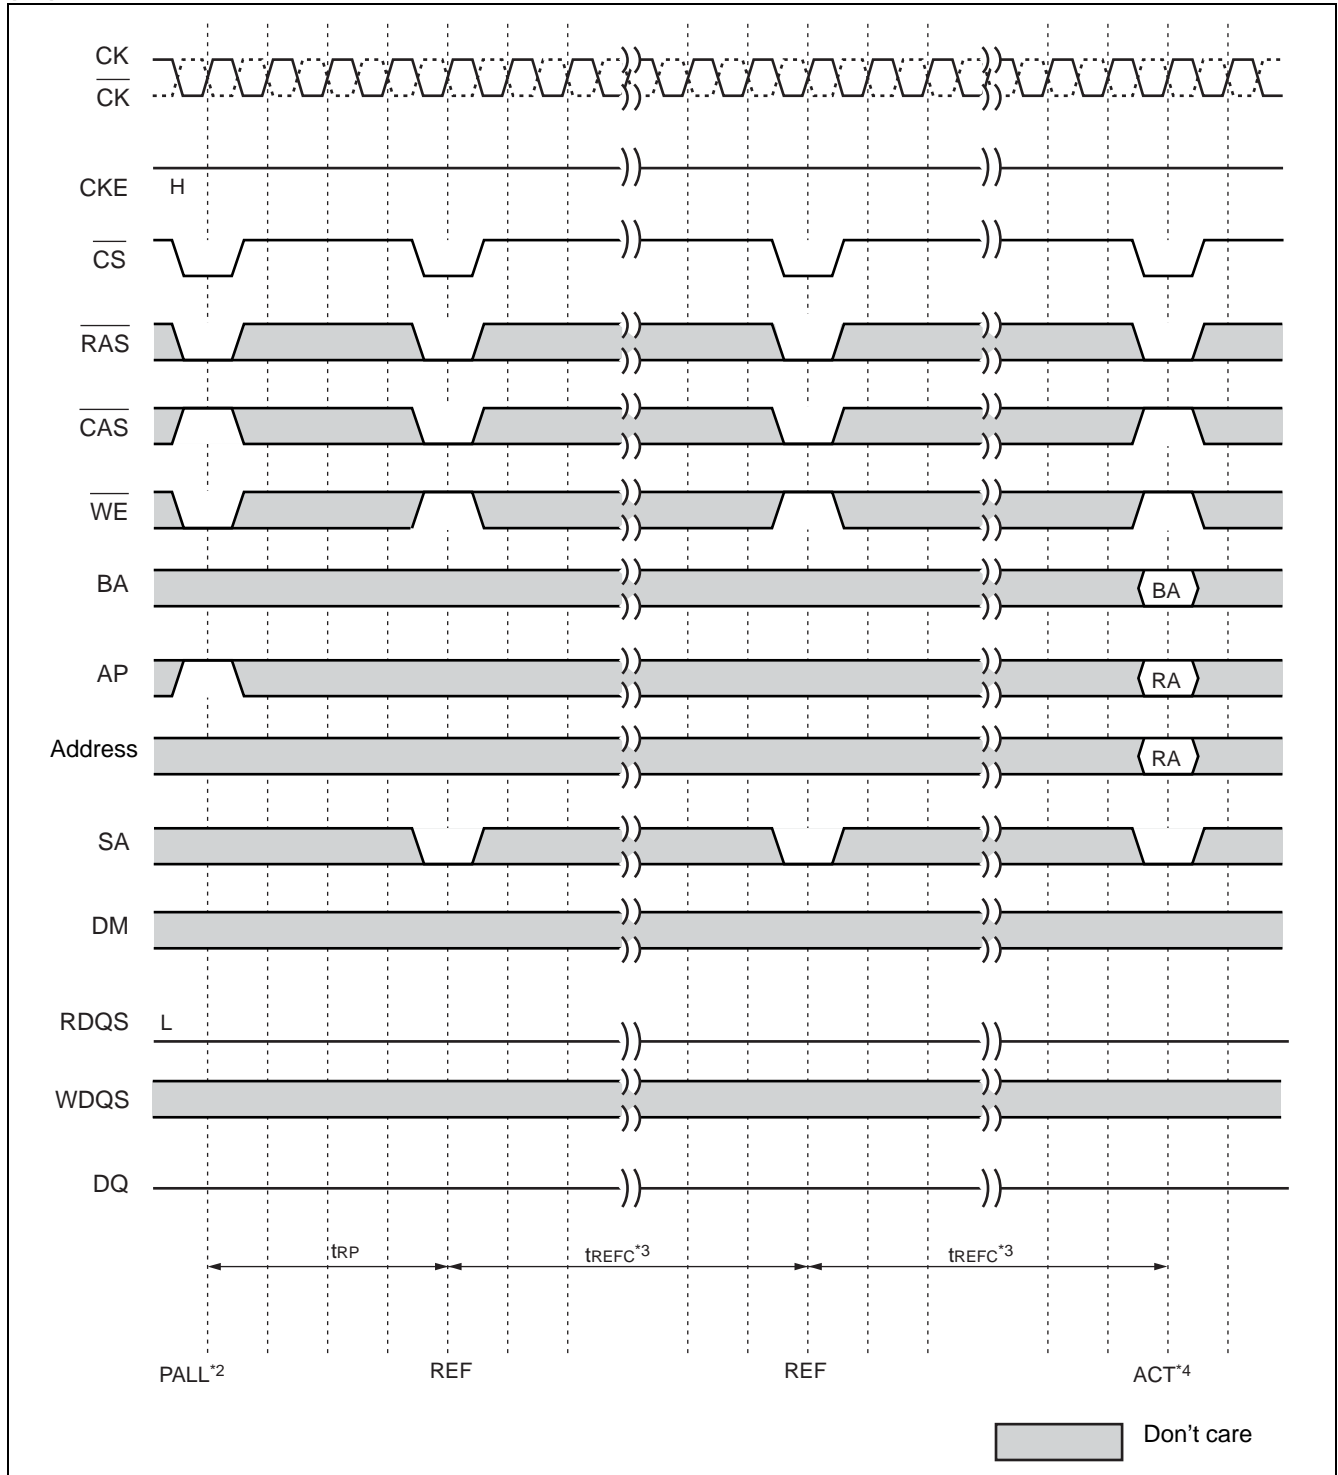 CK
CK
CKE H
CS
RAS
CAS
WE
BA BA
AP RA
Address RA
SA
DM
RDQS L
WDQS
DQ
tRP tREFC*3 tREFC*3
PALL*2 REF REF ACT*4
Don't care